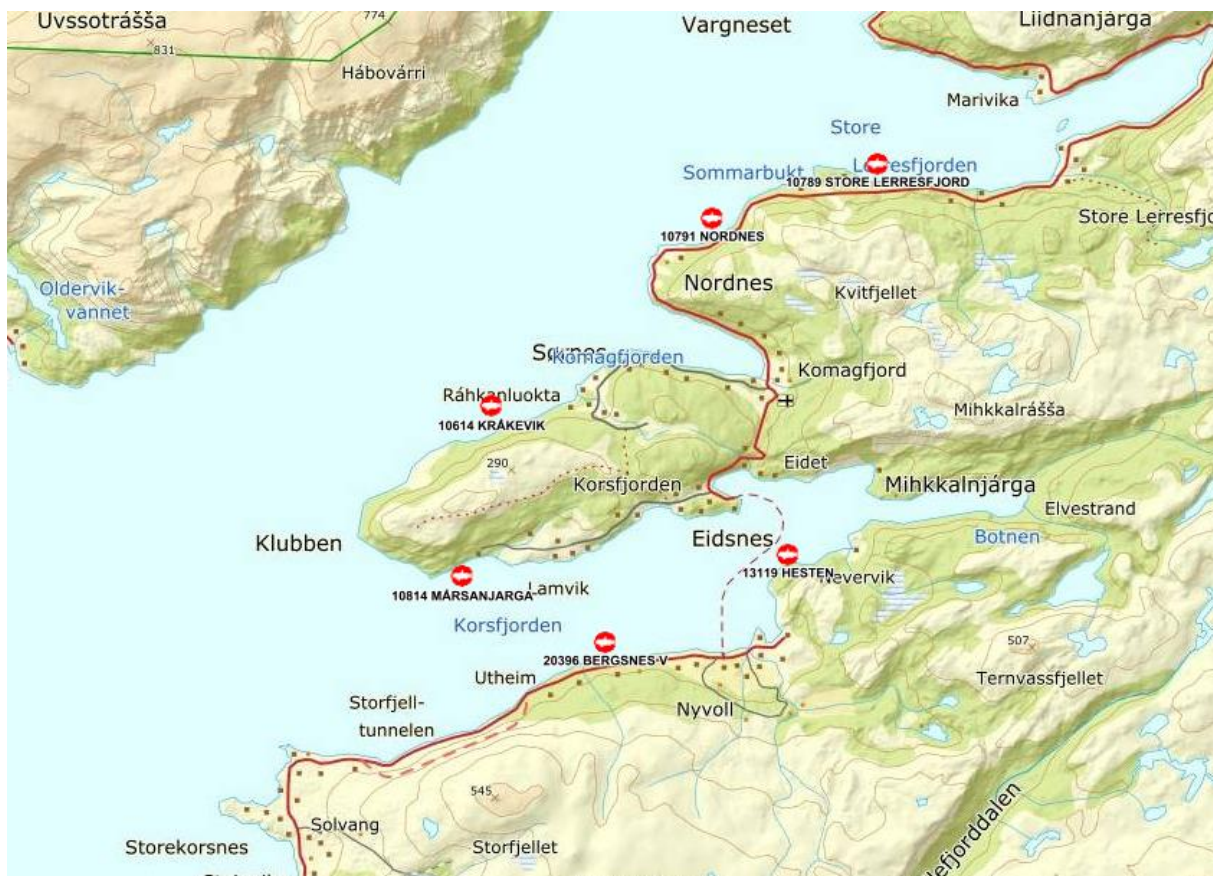 Uvssotrášša
774
Vargneset
Liidnanjárga
831
Hábovárri
Marivika
Store
Lerresfjorden
Sommarbukt
10789 STORE LERRESFJORD
Store Lerresfjo
10791 NORDNES
Nordnes
Kvitfjellet
Oldervik-
vannet
Komagfjorden
Komagfjord
Ráhkanluokta
10614 KRÅKEVIK
Mihkkalrášša
290
Eidet
Korsfjorden
Mihkkalnjárga
Elvestrand
Klubben
Eidsnes
Botnen
13119 HESTEN
10814 MÁRSANJARGA
Lamvik
Korsfjorden
507
20396 BERGSNES V
Utheim
Ternvassfjellet
Nyvoll
Storfjell-
tunnelen
545
Solvang
Storekorsnes
Storfjellet
lefjorddalen